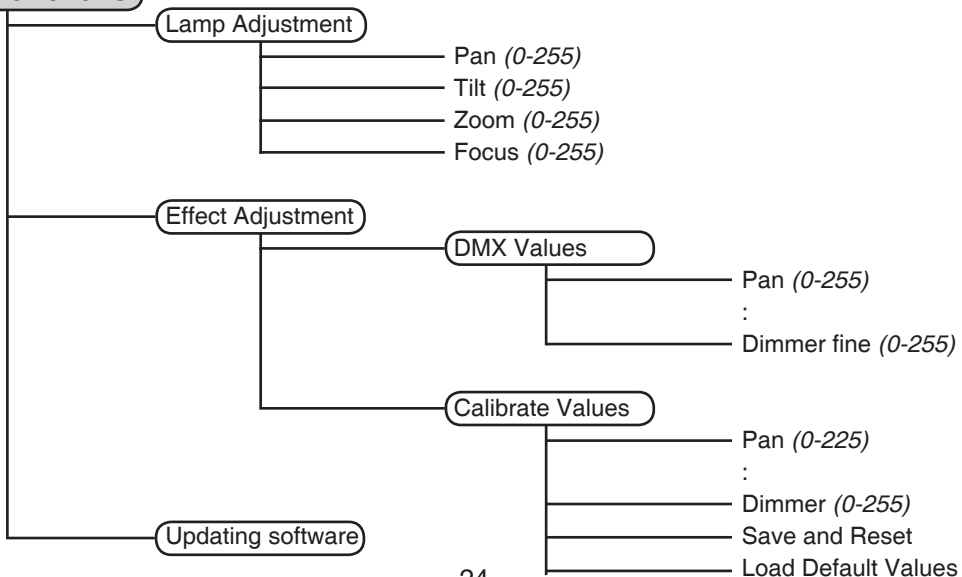 Lamp Adjustment
Pan (0-255)
Tilt (0-255)
Zoom (0-255)
Focus (0-255)
Effect Adjustment
DMX Values
Pan (0-255)
:
Dimmer fine (0-255)
Calibrate Values
Pan (0-225)
:
Dimmer (0-255)
Updating software
Save and Reset
24
Load Default Values